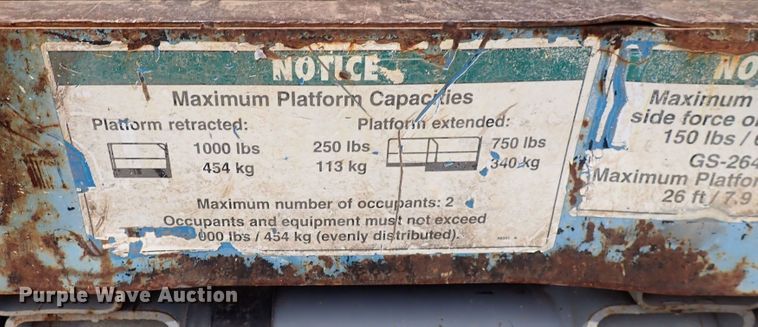 NOTICE
Maximum Platform Capacities
Platform retracted: Platform extended:
1000 lbs 250 lbs 750 lbs
454 kg 113 kg 340 kg
Maximum number of occupants: 2
Occupants and equipment must not exceed
000 lbs / 454 kg (evenly distributed).
NO
Maximum
side force o
150 lbs / 6
GS-264
Maximum Platfor
26 ft / 7.9
Purple Wave Auction